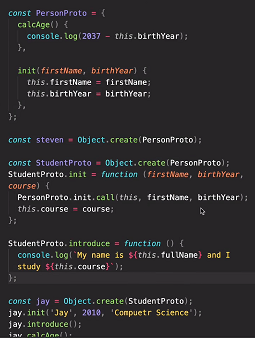 const PersonProto = {
calcAge() {
console.log(2037 - this.birthYear);
},
init(firstName, birthYear) {
this.firstName = firstName;
this.birthYear = birthYear;
},
};
const steven = Object.create(PersonProto);
const StudentProto = Object.create(PersonProto);
StudentProto.init = function (firstName, birthYear,
course) {
PersonProto.init.call(this, firstName, birthYear);
this.course = course;
};
StudentProto.introduce = function () {
console.log(`My name is ${this.fullName} and I
study ${this.course}`);
};
const jay = Object.create(StudentProto);
jay.init('Jay', 2010, 'Compuetr Science');
jay.introduce();
jay.calcAge();